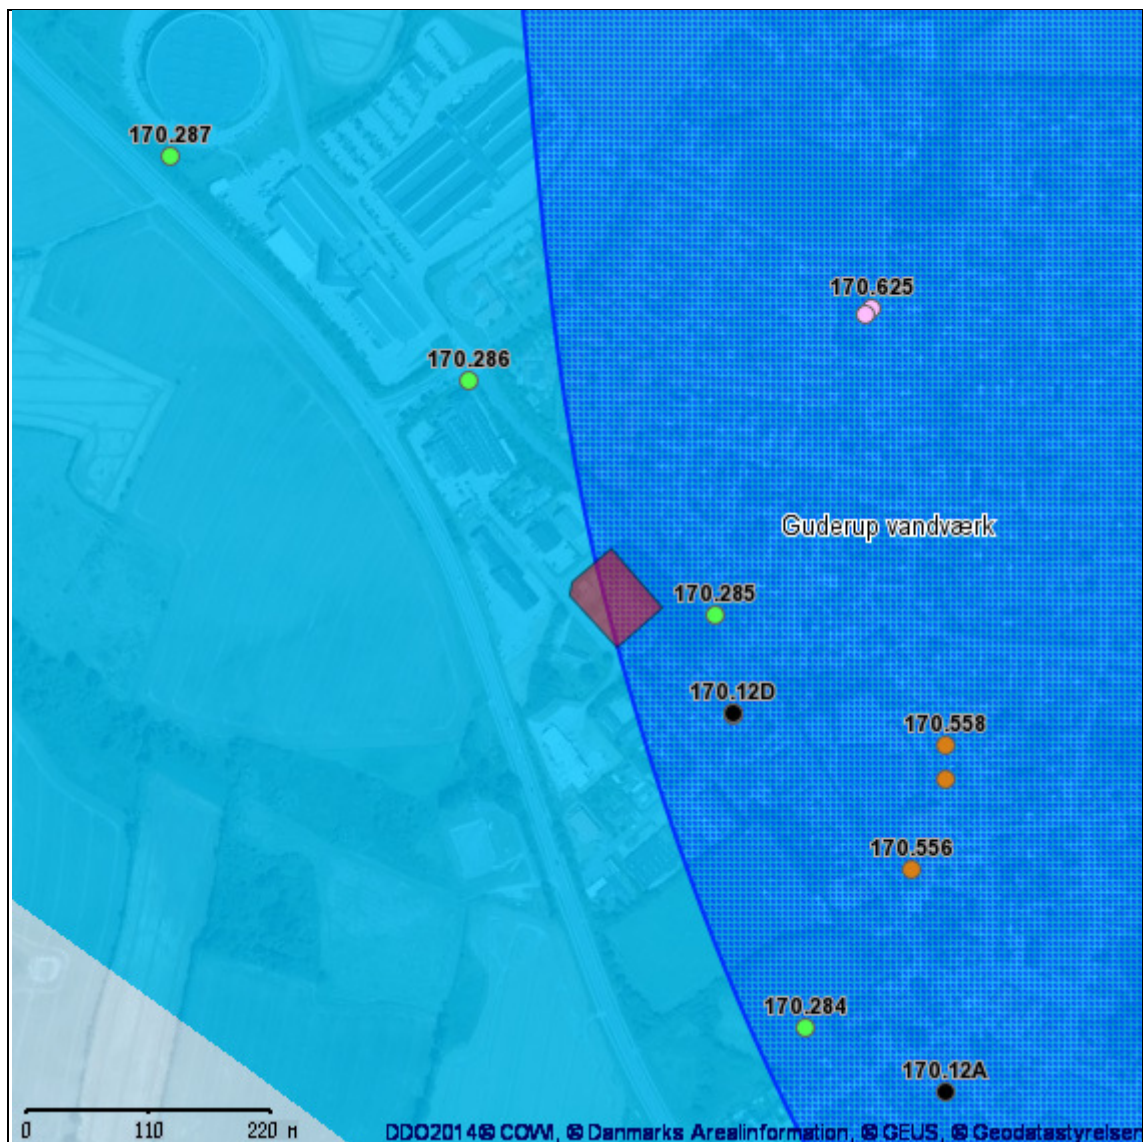 170.287
170.625
170.286
Guderup vandværk
170.285
170.12D
170.558
170.556
170.284
170.12A
0 110 220 M
DDO2014© COWI, © Danmarks Arealinformation, © GEUS, © Geodatastyrelsen